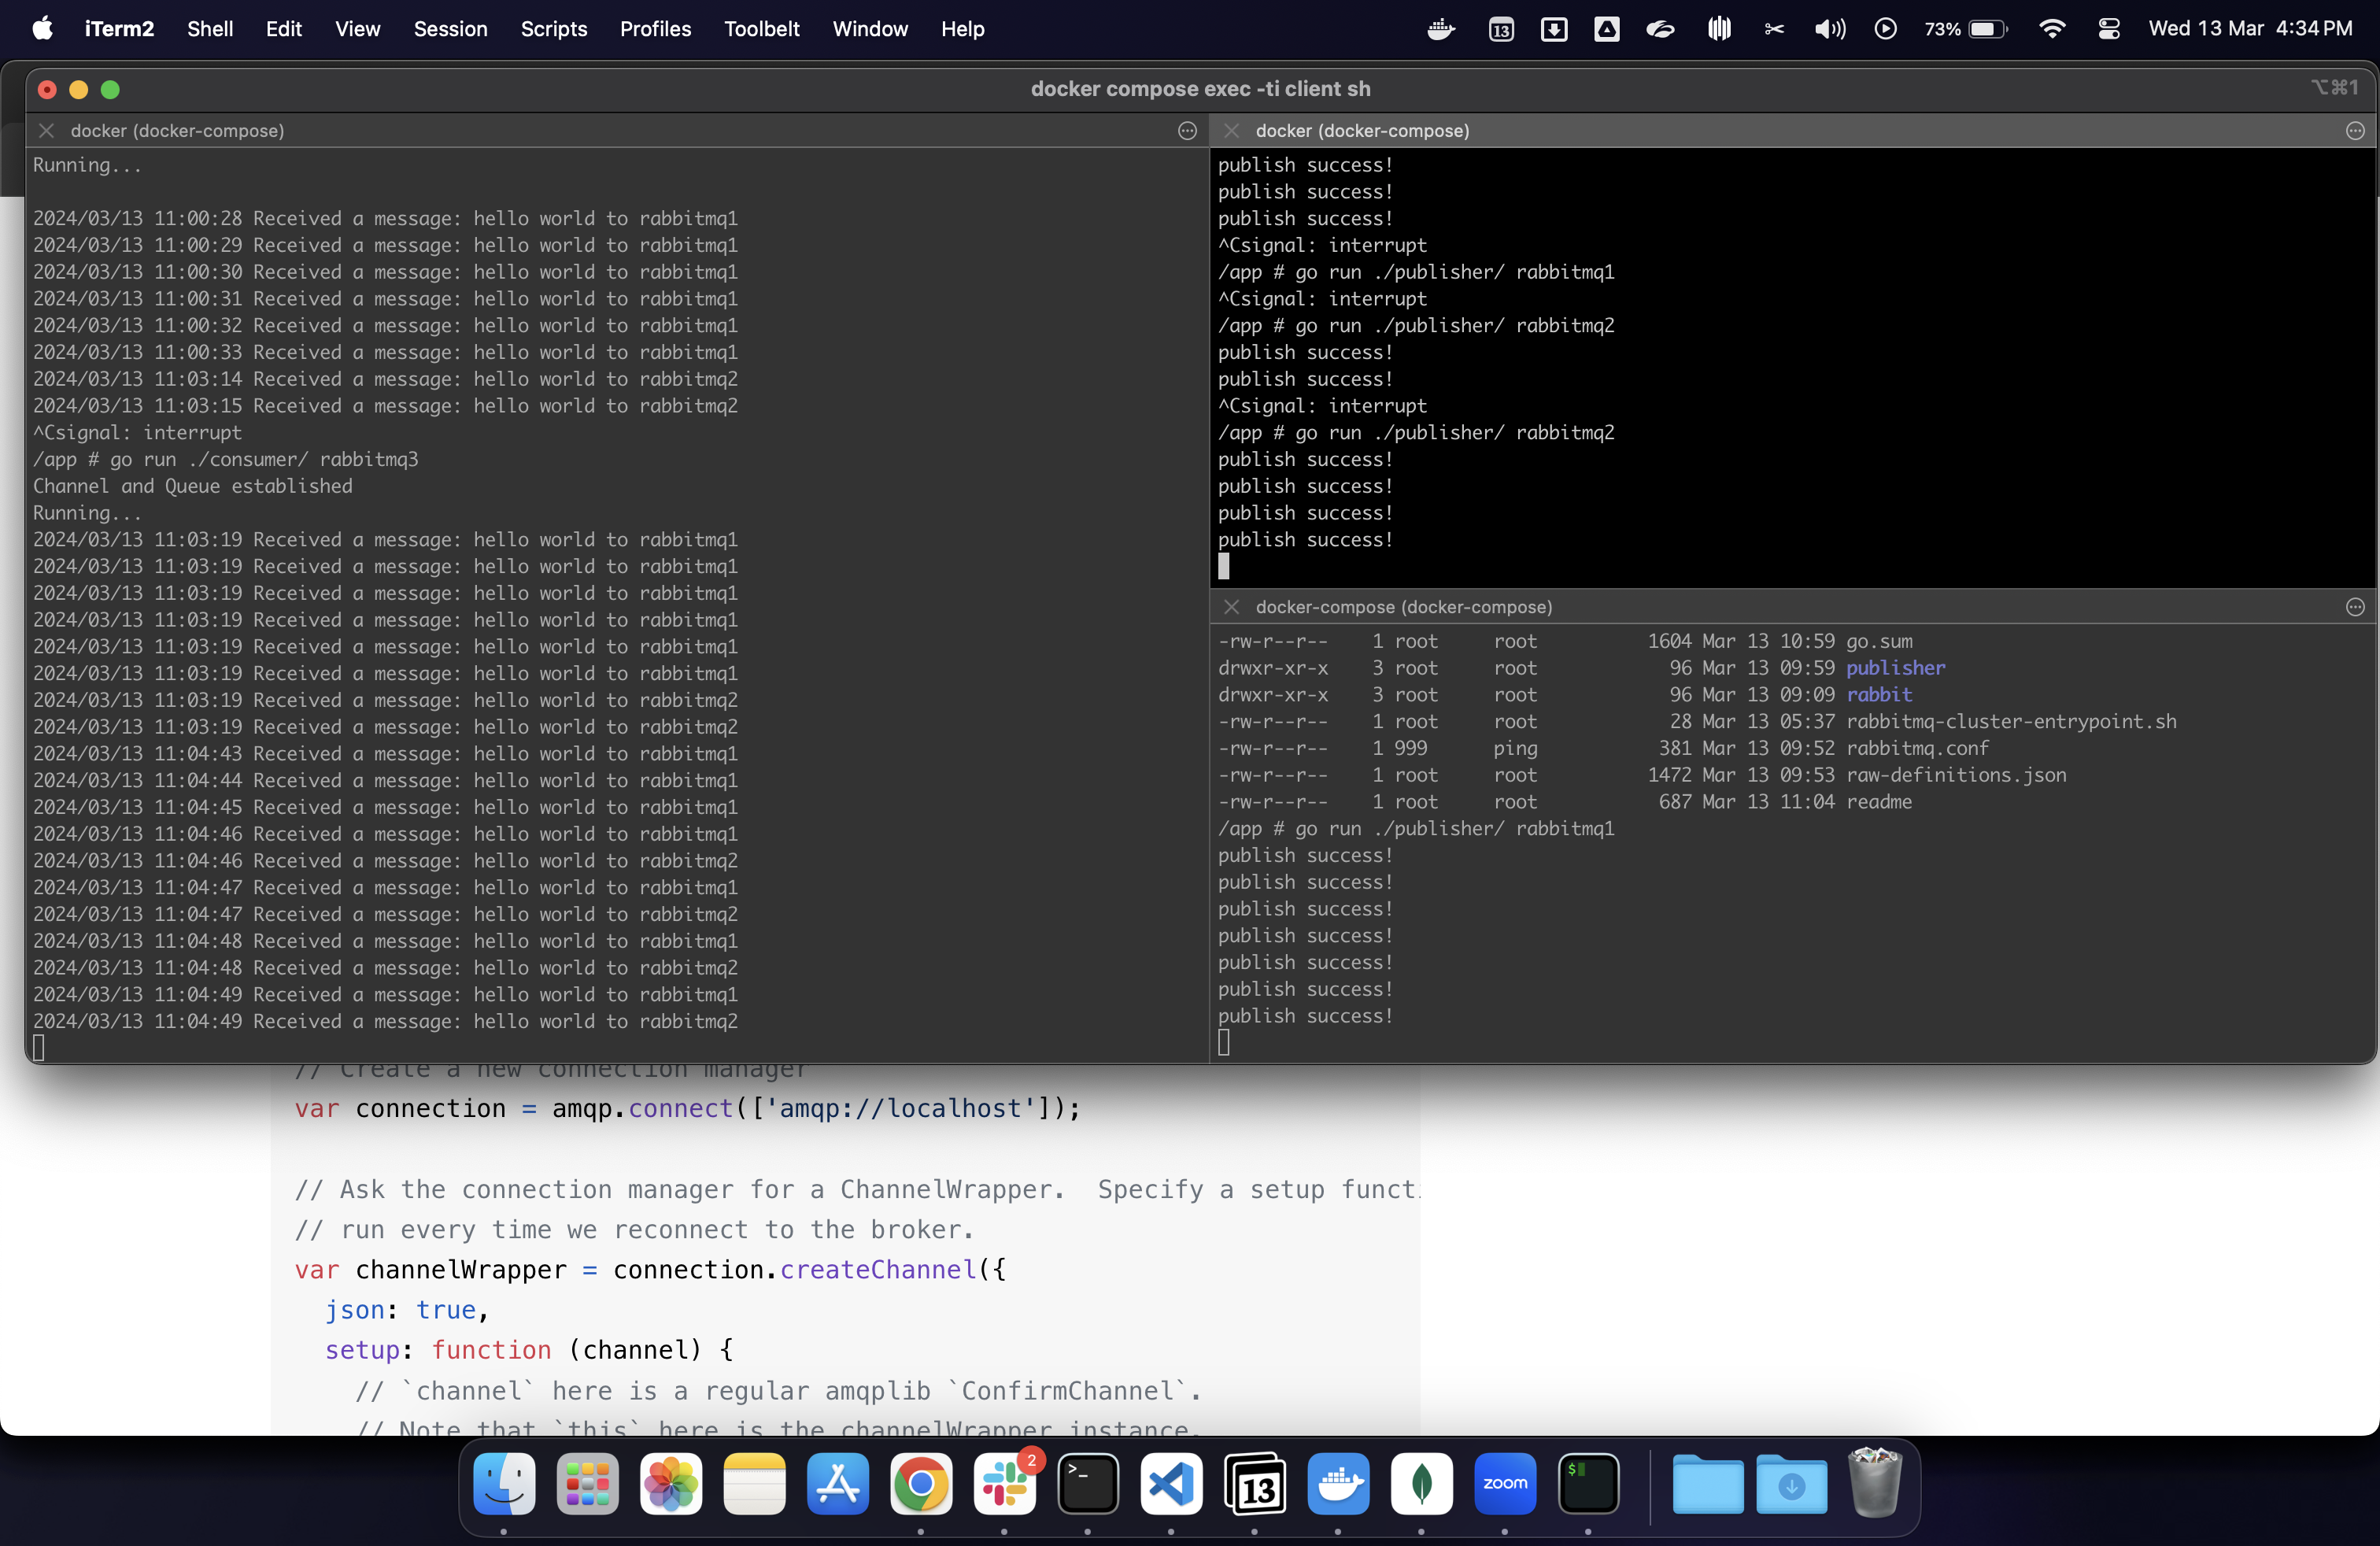 iTerm2 Shell Edit View Session Scripts Profiles Toolbelt Window Help 13 73% Wed 13 Mar 4:34 PM
docker compose exec -ti client sh ⌥⌘1
docker (docker-compose)
Running...
2024/03/13 11:00:28 Received a message: hello world to rabbitmq1
2024/03/13 11:00:29 Received a message: hello world to rabbitmq1
2024/03/13 11:00:30 Received a message: hello world to rabbitmq1
2024/03/13 11:00:31 Received a message: hello world to rabbitmq1
2024/03/13 11:00:32 Received a message: hello world to rabbitmq1
2024/03/13 11:00:33 Received a message: hello world to rabbitmq1
2024/03/13 11:03:14 Received a message: hello world to rabbitmq2
2024/03/13 11:03:15 Received a message: hello world to rabbitmq2
^Csignal: interrupt
/app # go run ./consumer/ rabbitmq3
Channel and Queue established
Running...
2024/03/13 11:03:19 Received a message: hello world to rabbitmq1
2024/03/13 11:03:19 Received a message: hello world to rabbitmq1
2024/03/13 11:03:19 Received a message: hello world to rabbitmq1
2024/03/13 11:03:19 Received a message: hello world to rabbitmq1
2024/03/13 11:03:19 Received a message: hello world to rabbitmq1
2024/03/13 11:03:19 Received a message: hello world to rabbitmq1
2024/03/13 11:03:19 Received a message: hello world to rabbitmq2
2024/03/13 11:03:19 Received a message: hello world to rabbitmq2
2024/03/13 11:04:43 Received a message: hello world to rabbitmq1
2024/03/13 11:04:44 Received a message: hello world to rabbitmq1
2024/03/13 11:04:45 Received a message: hello world to rabbitmq1
2024/03/13 11:04:46 Received a message: hello world to rabbitmq1
2024/03/13 11:04:46 Received a message: hello world to rabbitmq2
2024/03/13 11:04:47 Received a message: hello world to rabbitmq1
2024/03/13 11:04:47 Received a message: hello world to rabbitmq2
2024/03/13 11:04:48 Received a message: hello world to rabbitmq1
2024/03/13 11:04:48 Received a message: hello world to rabbitmq2
2024/03/13 11:04:49 Received a message: hello world to rabbitmq1
2024/03/13 11:04:49 Received a message: hello world to rabbitmq2
docker (docker-compose)
publish success!
publish success!
publish success!
^Csignal: interrupt
/app # go run ./publisher/ rabbitmq1
^Csignal: interrupt
/app # go run ./publisher/ rabbitmq2
publish success!
publish success!
^Csignal: interrupt
/app # go run ./publisher/ rabbitmq2
publish success!
publish success!
publish success!
publish success!
docker-compose (docker-compose)
-rw-r--r-- 1 root root 1604 Mar 13 10:59 go.sum
drwxr-xr-x 3 root root 96 Mar 13 09:59 publisher
drwxr-xr-x 3 root root 96 Mar 13 09:09 rabbit
-rw-r--r-- 1 root root 28 Mar 13 05:37 rabbitmq-cluster-entrypoint.sh
-rw-r--r-- 1 999 ping 381 Mar 13 09:52 rabbitmq.conf
-rw-r--r-- 1 root root 1472 Mar 13 09:53 raw-definitions.json
-rw-r--r-- 1 root root 687 Mar 13 11:04 readme
/app # go run ./publisher/ rabbitmq1
publish success!
publish success!
publish success!
publish success!
publish success!
publish success!
publish success!
// Create a new connection manager
var connection = amqp.connect(['amqp://localhost']);
// Ask the connection manager for a ChannelWrapper.  Specify a setup functi
// run every time we reconnect to the broker.
var channelWrapper = connection.createChannel({
json: true,
setup: function (channel) {
// `channel` here is a regular amqplib `ConfirmChannel`.
// Note that `this` here is the channelWrapper instance.
2
>_
13
zoom
$